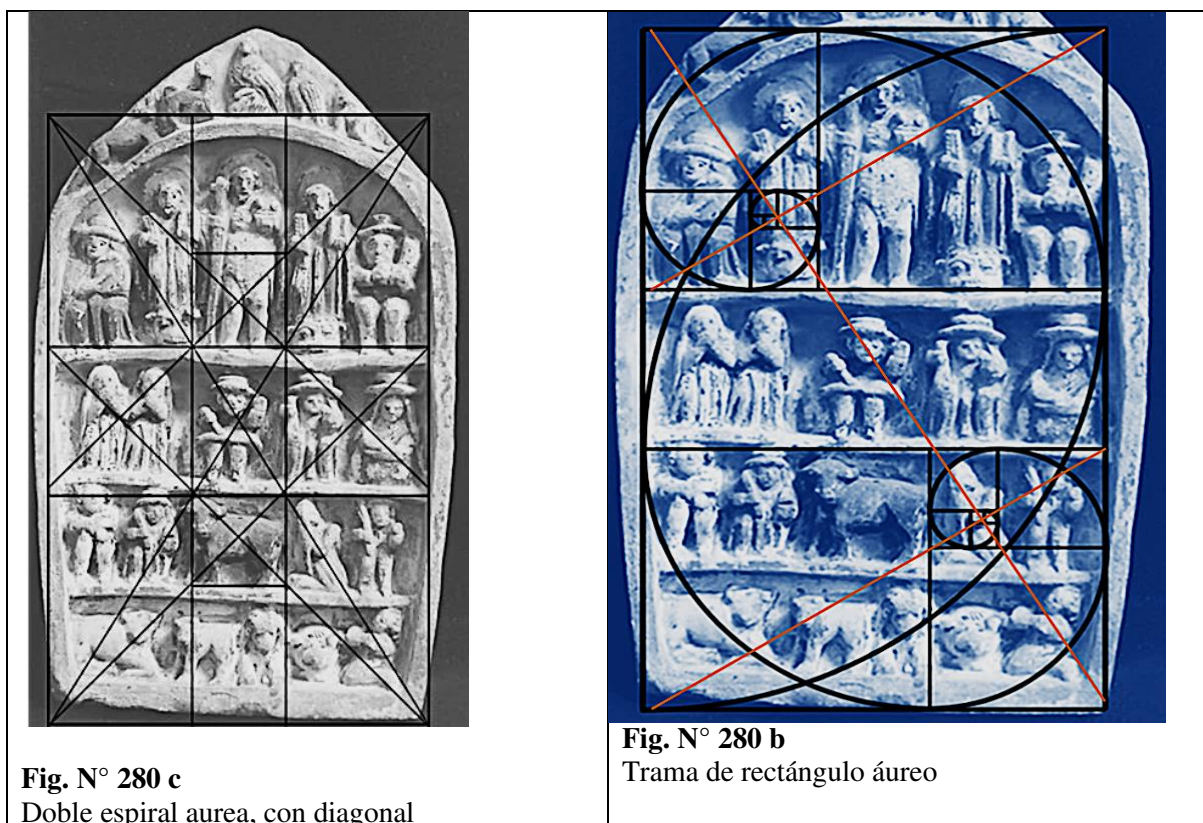 Fig. N° 280 c
Doble espiral aurea, con diagonal
Fig. N° 280 b
Trama de rectángulo áureo